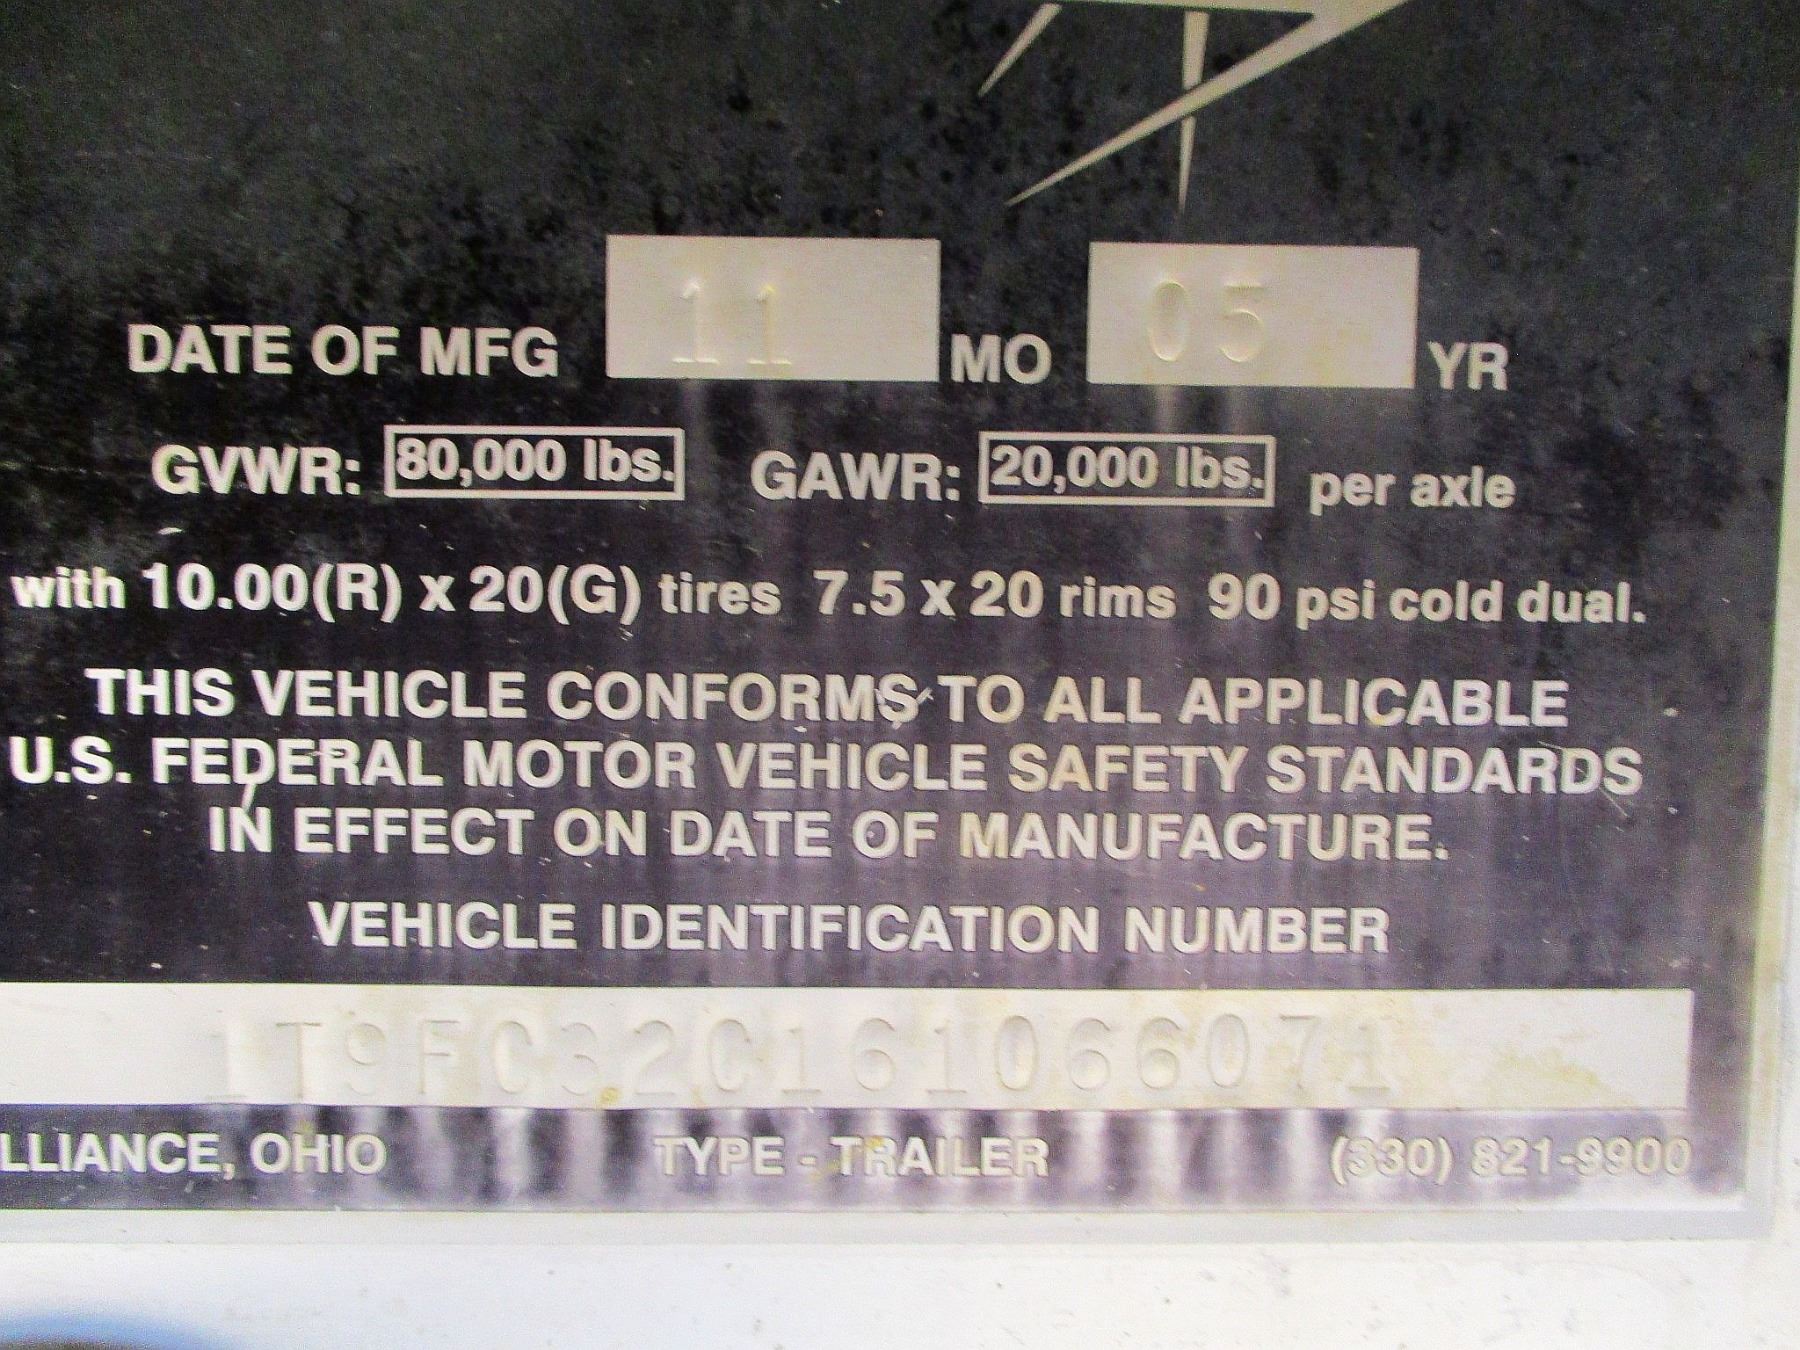 DATE OF MFG 11 MO 05 YR
GVWR: 80,000 lbs. GAWR: 20,000 lbs. per axle
with 10.00(R) x 20(G) tires 7.5 x 20 rims 90 psi cold dual.
THIS VEHICLE CONFORMS TO ALL APPLICABLE
U.S. FEDERAL MOTOR VEHICLE SAFETY STANDARDS
IN EFFECT ON DATE OF MANUFACTURE.
VEHICLE IDENTIFICATION NUMBER
1T9FC32C161066071
LLIANCE, OHIO TYPE - TRAILER (330) 821-9900